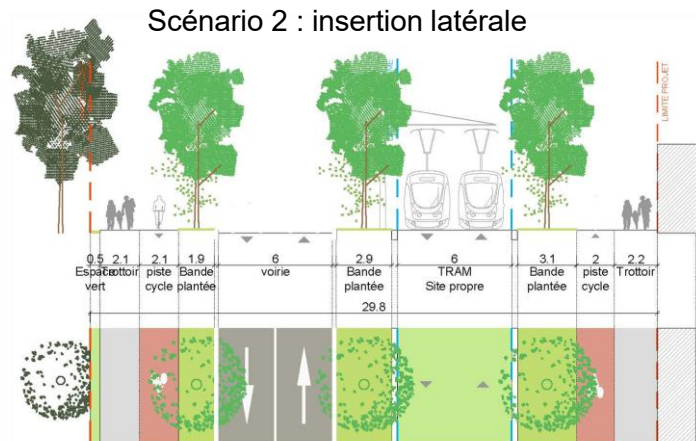 Scénario 2 : insertion latérale
LIMITE PROJET
0.5 2.1 2.1 1.9 6 2.9 6 3.1 2 2.2
Espace Trottoir piste Bande voirie Bande TRAM Bande piste Trottoir
vert cycle plantée plantée Site propre plantée cycle
29.8